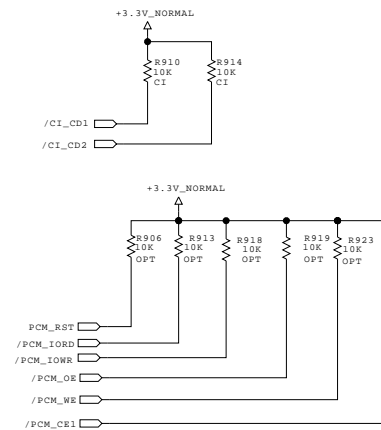 +3.3V_NORMAL
R910 R914
10K 10K
CI CI
/CI_CD1
/CI_CD2
+3.3V_NORMAL
R906 R913 R918 R919 R923
10K 10K 10K 10K 10K
OPT OPT OPT OPT OPT
PCM_RST
/PCM_IORD
/PCM_IOWR
/PCM_OE
/PCM_WE
/PCM_CE1